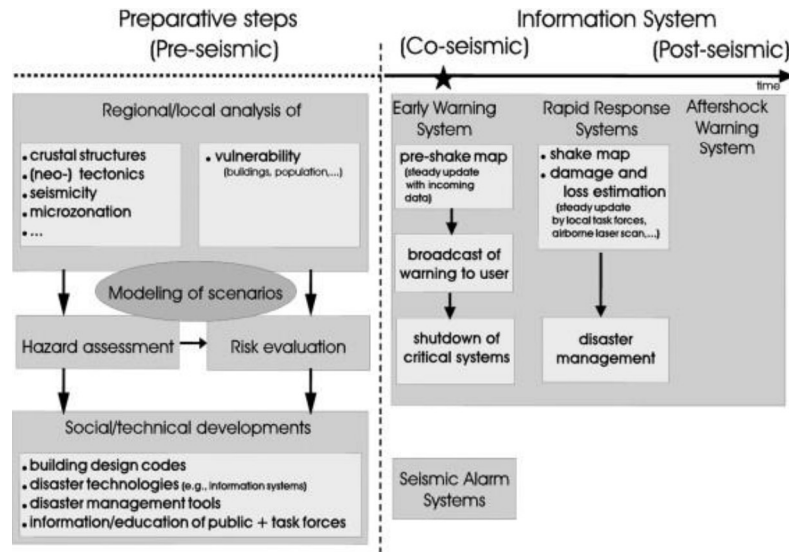 Preparative steps
(Pre-seismic)
Information System
(Co-seismic)
(Post-seismic)
time
Regional/local analysis of
• crustal structures
• (neo-) tectonics
• seismicity
• microzonation
• ...
• vulnerability
(buildings, population,...)
Modeling of scenarios
Hazard assessment
Risk evaluation
Social/technical developments
• building design codes
• disaster technologies (e.g., information systems)
• disaster management tools
• information/education of public + task forces
Early Warning
System
pre-shake map
(steady update
with incoming
data)
broadcast of
warning to user
shutdown of
critical systems
Rapid Response
Systems
• shake map
• damage and
loss estimation
(steady update
by local task forces,
airborne laser scan,...)
disaster
management
Aftershock
Warning
System
Seismic Alarm
Systems